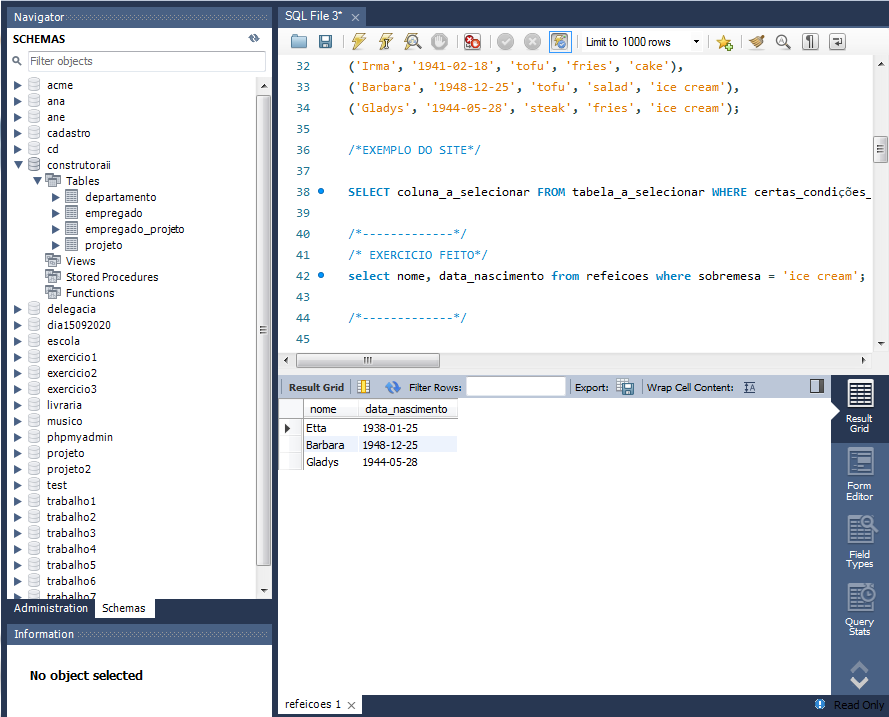 Navigator
SCHEMAS
Filter objects
acme
ana
ane
cadastro
cd
construtoraii
Tables
departamento
empregado
empregado_projeto
projeto
Views
Stored Procedures
Functions
delegacia
dia15092020
escola
exercicio1
exercicio2
exercicio3
livraria
musico
phpmyadmin
projeto
projeto2
test
trabalho1
trabalho2
trabalho3
trabalho4
trabalho5
trabalho6
trabalho7
Administration Schemas
Information
No object selected
SQL File 3*
Limit to 1000 rows
32 ('Irma', '1941-02-18', 'tofu', 'fries', 'cake'),
33 ('Barbara', '1948-12-25', 'tofu', 'salad', 'ice cream'),
34 ('Gladys', '1944-05-28', 'steak', 'fries', 'ice cream');
35
36 /*EXEMPLO DO SITE*/
37
38 SELECT coluna_a_selecionar FROM tabela_a_selecionar WHERE certas_condições_
39
40 /*-------------*/
41 /* EXERCICIO FEITO*/
42 select nome, data_nascimento from refeicoes where sobremesa = 'ice cream';
43
44 /*-------------*/
45
Result Grid Filter Rows: Export: Wrap Cell Content:
nome data_nascimento
Etta 1938-01-25
Barbara 1948-12-25
Gladys 1944-05-28
Result
Grid
Form
Editor
Field
Types
Query
Stats
refeicoes 1
Read Only